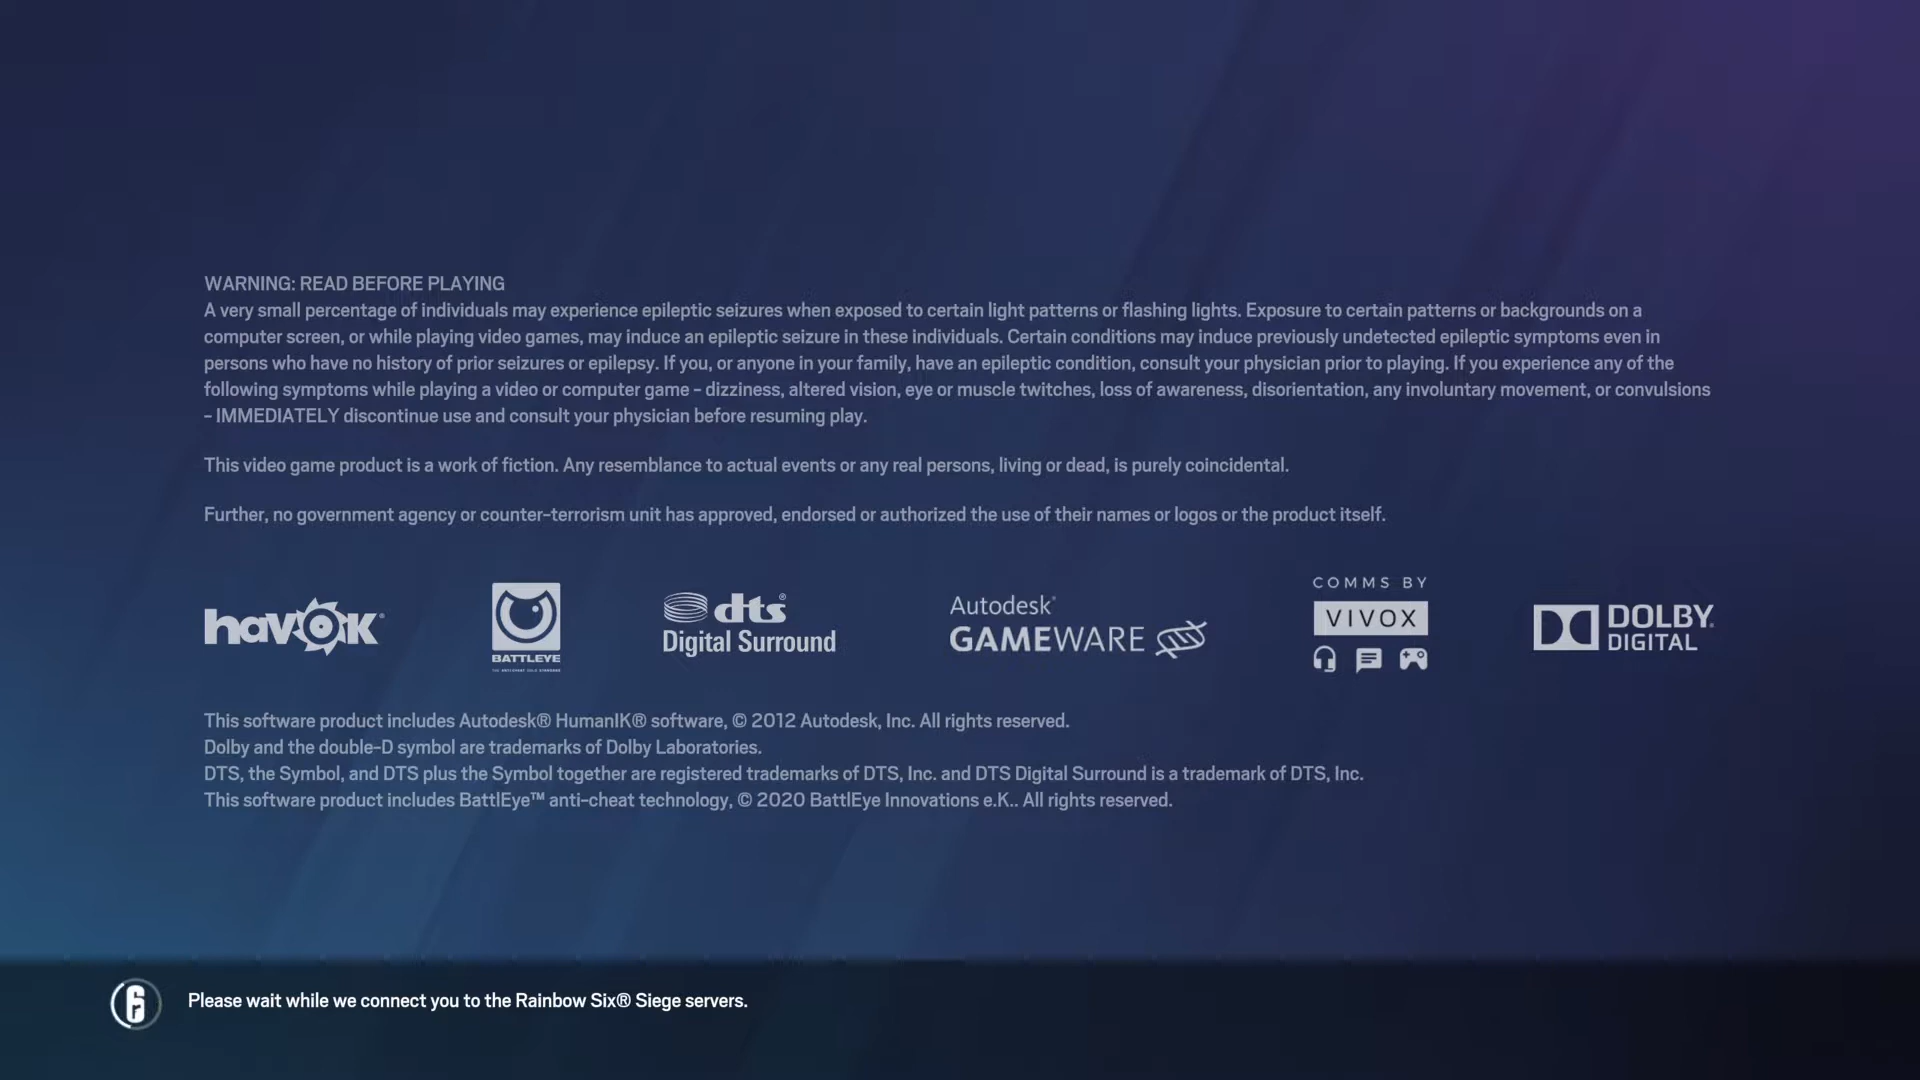 WARNING: READ BEFORE PLAYING
A very small percentage of individuals may experience epileptic seizures when exposed to certain light patterns or flashing lights. Exposure to certain patterns or backgrounds on a
computer screen, or while playing video games, may induce an epileptic seizure in these individuals. Certain conditions may induce previously undetected epileptic symptoms even in
persons who have no history of prior seizures or epilepsy. If you, or anyone in your family, have an epileptic condition, consult your physician prior to playing. If you experience any of the
following symptoms while playing a video or computer game - dizziness, altered vision, eye or muscle twitches, loss of awareness, disorientation, any involuntary movement, or convulsions
- IMMEDIATELY discontinue use and consult your physician before resuming play.
This video game product is a work of fiction. Any resemblance to actual events or any real persons, living or dead, is purely coincidental.
Further, no government agency or counter-terrorism unit has approved, endorsed or authorized the use of their names or logos or the product itself.
havok®
BATTLEYE
dts®
Digital Surround
Autodesk®
GAMEWARE
COMMS BY
VIVOX
DOLBY®
DIGITAL
This software product includes Autodesk® HumanIK® software, © 2012 Autodesk, Inc. All rights reserved.
Dolby and the double-D symbol are trademarks of Dolby Laboratories.
DTS, the Symbol, and DTS plus the Symbol together are registered trademarks of DTS, Inc. and DTS Digital Surround is a trademark of DTS, Inc.
This software product includes BattlEye™ anti-cheat technology, © 2020 BattlEye Innovations e.K.. All rights reserved.
6 Please wait while we connect you to the Rainbow Six® Siege servers.